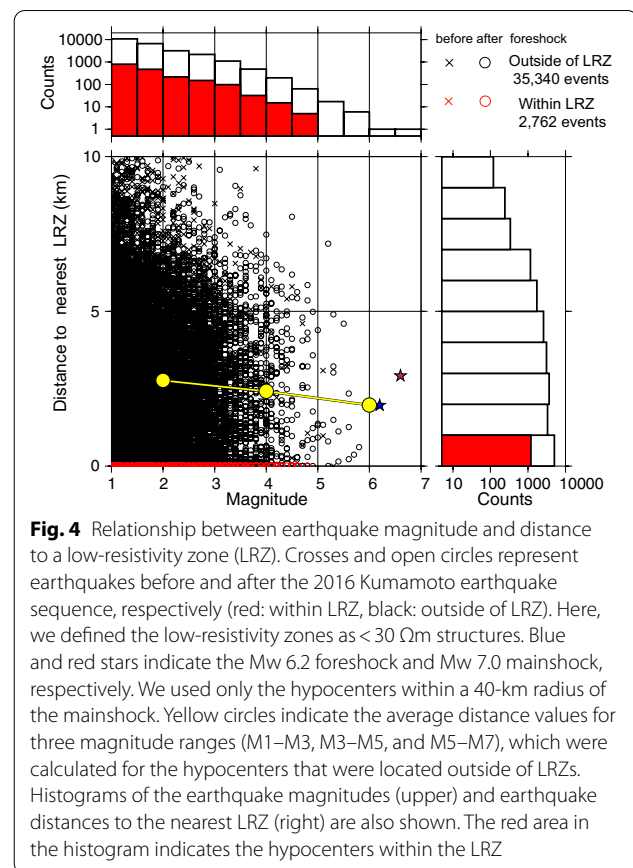 10000
1000
100
10
1
Counts
before after foreshock
× ○ Outside of LRZ
35,340 events
× ○ Within LRZ
2,762 events
10
5
0
Distance to nearest LRZ (km)
1 2 3 4 5 6 7
Magnitude
10 100 1000 10000
Counts
Fig. 4 Relationship between earthquake magnitude and distance
to a low-resistivity zone (LRZ). Crosses and open circles represent
earthquakes before and after the 2016 Kumamoto earthquake
sequence, respectively (red: within LRZ, black: outside of LRZ). Here,
we defined the low-resistivity zones as < 30 Ωm structures. Blue
and red stars indicate the Mw 6.2 foreshock and Mw 7.0 mainshock,
respectively. We used only the hypocenters within a 40-km radius of
the mainshock. Yellow circles indicate the average distance values for
three magnitude ranges (M1–M3, M3–M5, and M5–M7), which were
calculated for the hypocenters that were located outside of LRZs.
Histograms of the earthquake magnitudes (upper) and earthquake
distances to the nearest LRZ (right) are also shown. The red area in
the histogram indicates the hypocenters within the LRZ